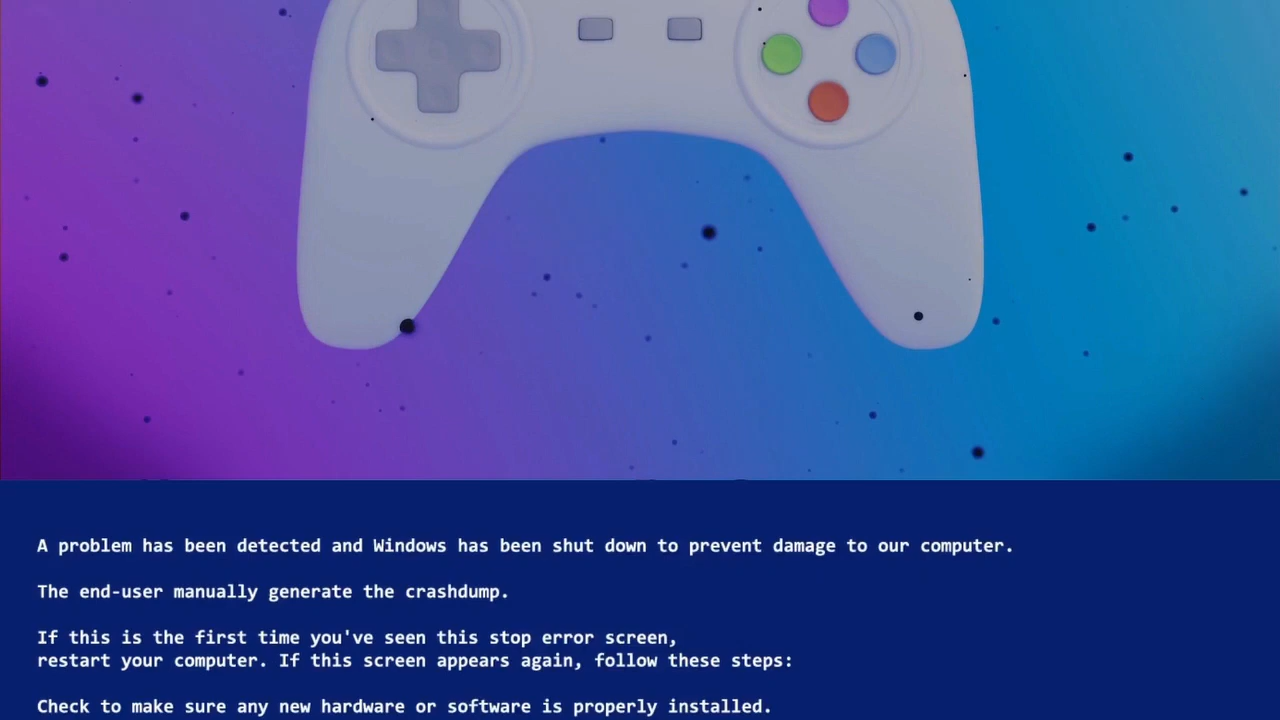 A problem has been detected and Windows has been shut down to prevent damage to our computer.
The end-user manually generate the crashdump.
If this is the first time you've seen this stop error screen,
restart your computer. If this screen appears again, follow these steps:
Check to make sure any new hardware or software is properly installed.